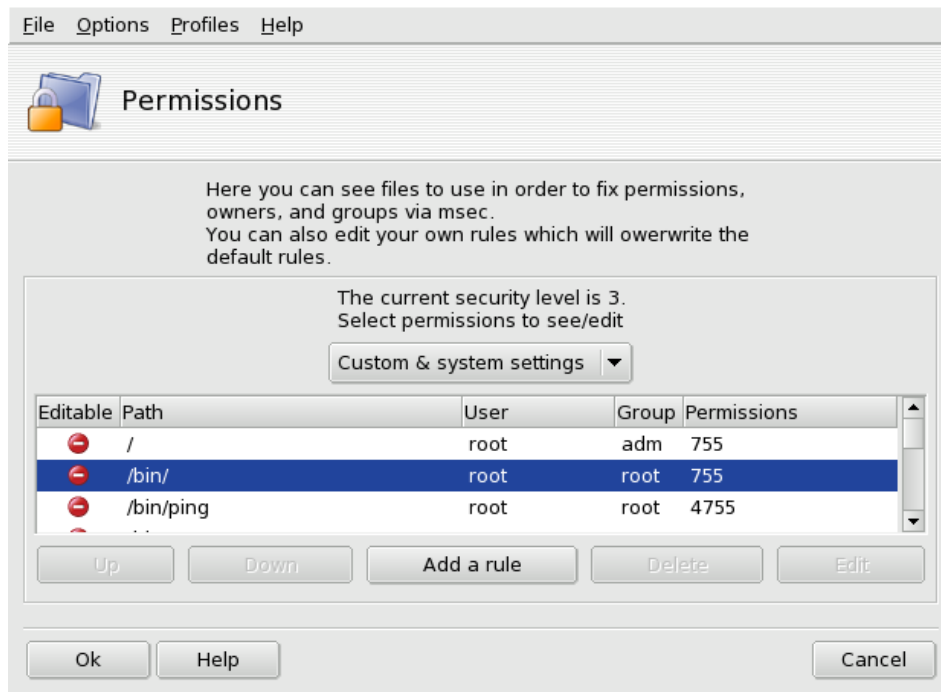 File Options Profiles Help
Permissions
Here you can see files to use in order to fix permissions,
owners, and groups via msec.
You can also edit your own rules which will owerwrite the
default rules.
The current security level is 3.
Select permissions to see/edit
Custom & system settings
Editable Path User Group Permissions
/ root adm 755
/bin/ root root 755
/bin/ping root root 4755
Up Down Add a rule Delete Edit
Ok Help Cancel